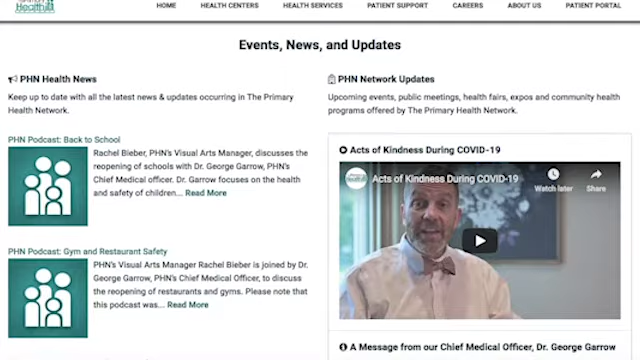 Health
HOME HEALTH CENTERS HEALTH SERVICES PATIENT SUPPORT CAREERS ABOUT US PATIENT PORTAL
Events, News, and Updates
PHN Health News
Keep up to date with all the latest news & updates occurring in The Primary
Health Network.
PHN Podcast: Back to School
Rachel Bieber, PHN's Visual Arts Manager, discusses the
reopening of schools with Dr. George Garrow, PHN's
Chief Medical officer. Dr. Garrow focuses on the health
and safety of children... Read More
PHN Podcast: Gym and Restaurant Safety
PHN's Visual Arts Manager Rachel Bieber is joined by Dr.
George Garrow, PHN's Chief Medical Officer, to discuss
the reopening of restaurants and gyms. Please note that
this podcast was... Read More
PHN Network Updates
Upcoming events, public meetings, health fairs, expos and community health
programs offered by The Primary Health Network.
Acts of Kindness During COVID-19
Acts of Kindness During COVID-19
Watch later
Share
A Message from our Chief Medical Officer, Dr. George Garrow